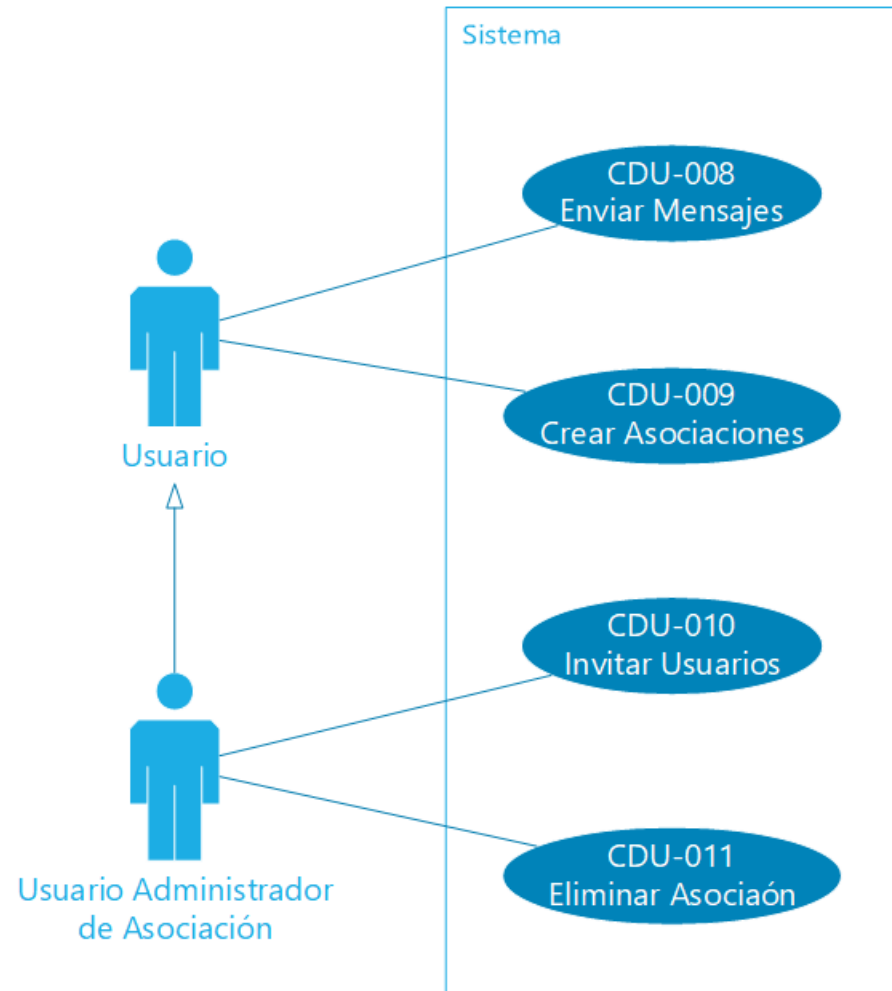 Sistema
CDU-008
Enviar Mensajes
CDU-009
Crear Asociaciones
Usuario
CDU-010
Invitar Usuarios
CDU-011
Eliminar Asociaón
Usuario Administrador
de Asociación